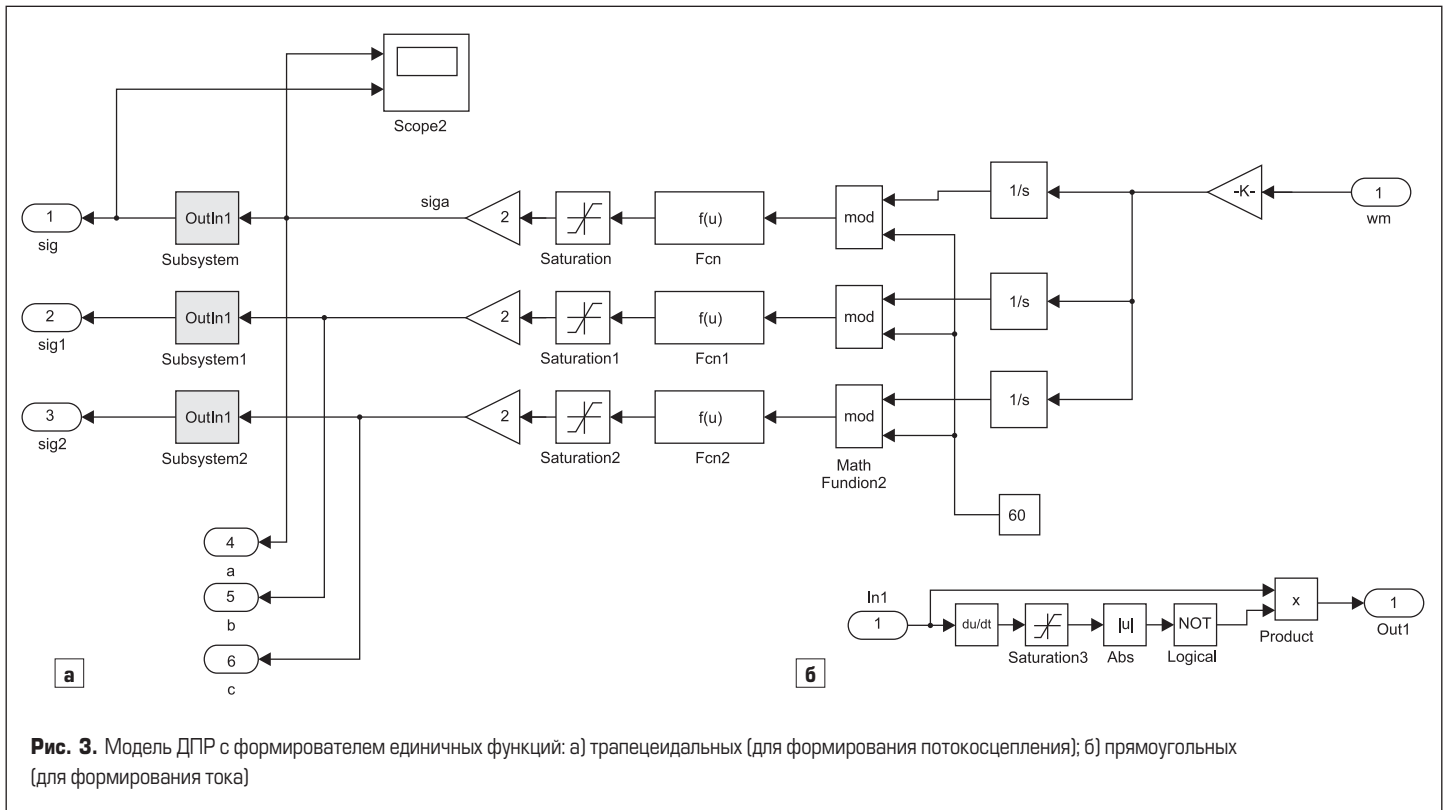 Scope2
1
sig
OutIn1
Subsystem
siga
2
Saturation
f(u)
Fcn
mod
1/s
-K-
1
wm
2
sig1
OutIn1
Subsystem1
2
Saturation1
f(u)
Fcn1
mod
1/s
3
sig2
OutIn1
Subsystem2
2
Saturation2
f(u)
Fcn2
mod
Math
Fundion2
1/s
60
4
a
5
b
6
c
а
In1
1
du/dt
Saturation3
|u|
Abs
NOT
Logical
x
Product
1
Out1
б
Рис. 3. Модель ДПР с формирователем единичных функций: а) трапецеидальных (для формирования потокосцепления); б) прямоугольных
(для формирования тока)